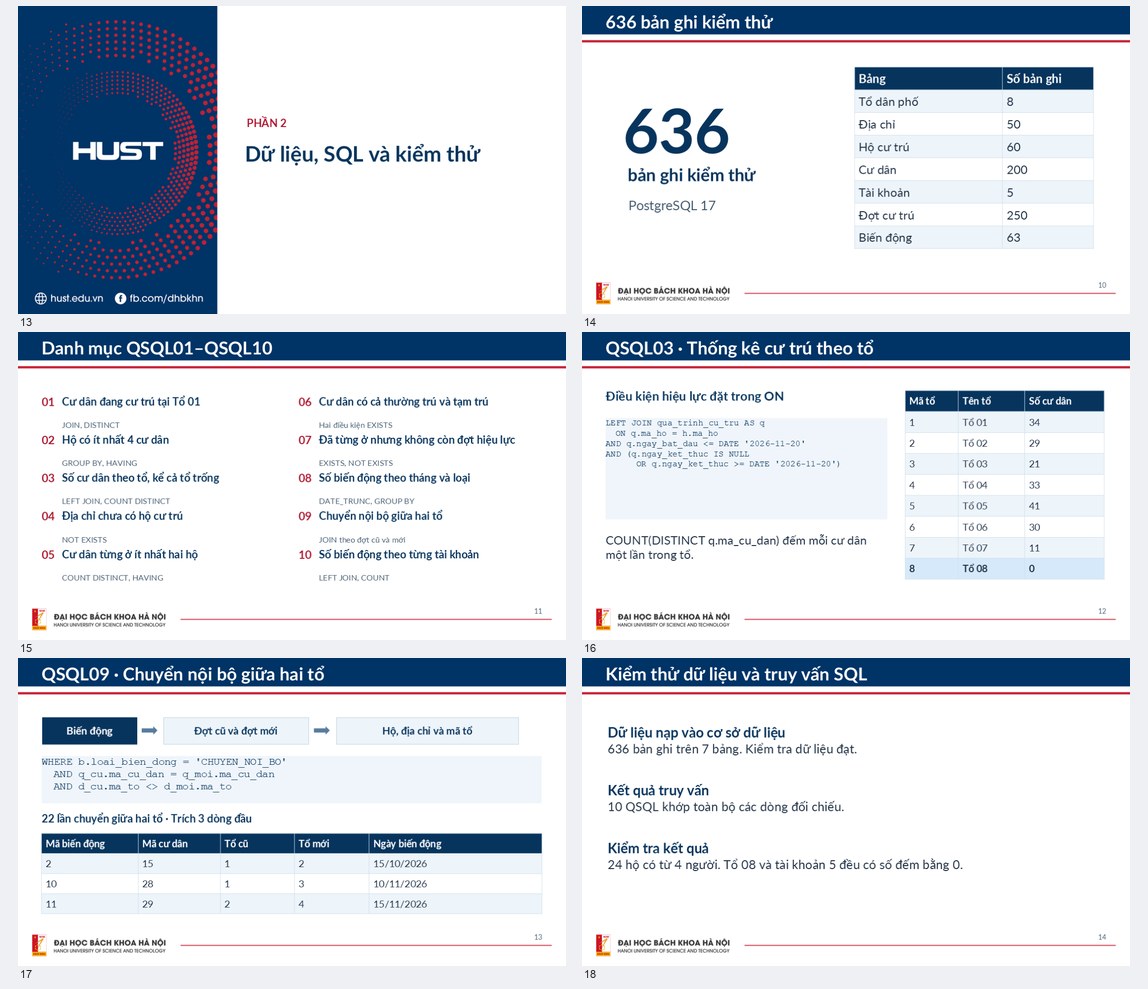 HUST
hust.edu.vn fb.com/dhbkhn
PHẦN 2
Dữ liệu, SQL và kiểm thử
13
636 bản ghi kiểm thử
636
bản ghi kiểm thử
PostgreSQL 17
Bảng Số bản ghi
Tổ dân phố 8
Địa chỉ 50
Hộ cư trú 60
Cư dân 200
Tài khoản 5
Đợt cư trú 250
Biến động 63
ĐẠI HỌC BÁCH KHOA HÀ NỘI
HANOI UNIVERSITY OF SCIENCE AND TECHNOLOGY
10
14
Danh mục QSQL01–QSQL10
01 Cư dân đang cư trú tại Tổ 01
JOIN, DISTINCT
02 Hộ có ít nhất 4 cư dân
GROUP BY, HAVING
03 Số cư dân theo tổ, kể cả tổ trống
LEFT JOIN, COUNT DISTINCT
04 Địa chỉ chưa có hộ cư trú
NOT EXISTS
05 Cư dân từng ở ít nhất hai hộ
COUNT DISTINCT, HAVING
06 Cư dân có cả thường trú và tạm trú
Hai điều kiện EXISTS
07 Đã từng ở nhưng không còn đợt hiệu lực
EXISTS, NOT EXISTS
08 Số biến động theo tháng và loại
DATE_TRUNC, GROUP BY
09 Chuyển nội bộ giữa hai tổ
JOIN theo đợt cũ và mới
10 Số biến động theo từng tài khoản
LEFT JOIN, COUNT
ĐẠI HỌC BÁCH KHOA HÀ NỘI
HANOI UNIVERSITY OF SCIENCE AND TECHNOLOGY
11
15
QSQL03 · Thống kê cư trú theo tổ
Điều kiện hiệu lực đặt trong ON
LEFT JOIN qua_trinh_cu_tru AS q
ON q.ma_ho = h.ma_ho
AND q.ngay_bat_dau <= DATE '2026-11-20'
AND (q.ngay_ket_thuc IS NULL
OR q.ngay_ket_thuc >= DATE '2026-11-20')
COUNT(DISTINCT q.ma_cu_dan) đếm mỗi cư dân
một lần trong tổ.
Mã tổ Tên tổ Số cư dân
1 Tổ 01 34
2 Tổ 02 29
3 Tổ 03 21
4 Tổ 04 33
5 Tổ 05 41
6 Tổ 06 30
7 Tổ 07 11
8 Tổ 08 0
ĐẠI HỌC BÁCH KHOA HÀ NỘI
HANOI UNIVERSITY OF SCIENCE AND TECHNOLOGY
12
16
QSQL09 · Chuyển nội bộ giữa hai tổ
Biến động Đợt cũ và đợt mới Hộ, địa chỉ và mã tổ
WHERE b.loai_bien_dong = 'CHUYEN_NOI_BO'
AND q_cu.ma_cu_dan = q_moi.ma_cu_dan
AND d_cu.ma_to <> d_moi.ma_to
22 lần chuyển giữa hai tổ · Trích 3 dòng đầu
Mã biến động Mã cư dân Tổ cũ Tổ mới Ngày biến động
2 15 1 2 15/10/2026
10 28 1 3 10/11/2026
11 29 2 4 15/11/2026
ĐẠI HỌC BÁCH KHOA HÀ NỘI
HANOI UNIVERSITY OF SCIENCE AND TECHNOLOGY
13
17
Kiểm thử dữ liệu và truy vấn SQL
Dữ liệu nạp vào cơ sở dữ liệu
636 bản ghi trên 7 bảng. Kiểm tra dữ liệu đạt.
Kết quả truy vấn
10 QSQL khớp toàn bộ các dòng đối chiếu.
Kiểm tra kết quả
24 hộ có từ 4 người. Tổ 08 và tài khoản 5 đều có số đếm bằng 0.
ĐẠI HỌC BÁCH KHOA HÀ NỘI
HANOI UNIVERSITY OF SCIENCE AND TECHNOLOGY
14
18